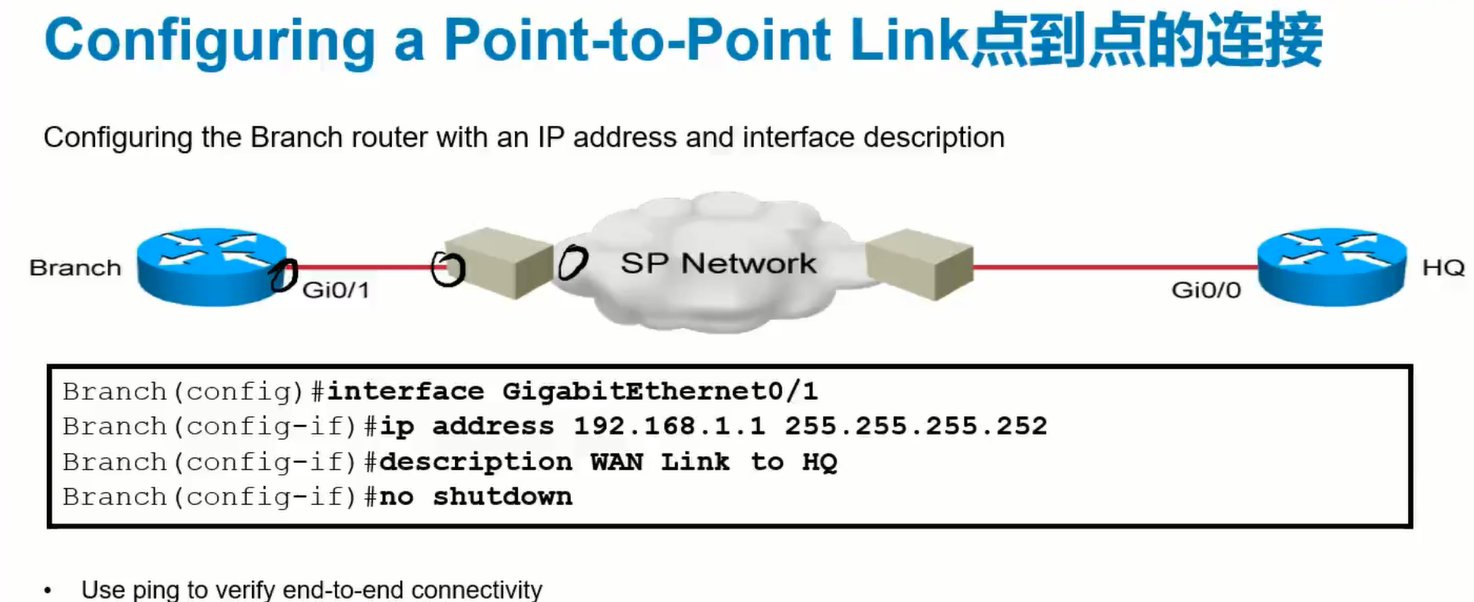 Configuring a Point-to-Point Link点到点的连接
Configuring the Branch router with an IP address and interface description
Branch
Gi0/1
SP Network
Gi0/0
HQ
Branch(config)#interface GigabitEthernet0/1
Branch(config-if)#ip address 192.168.1.1 255.255.255.252
Branch(config-if)#description WAN Link to HQ
Branch(config-if)#no shutdown
• Use ping to verify end-to-end connectivity